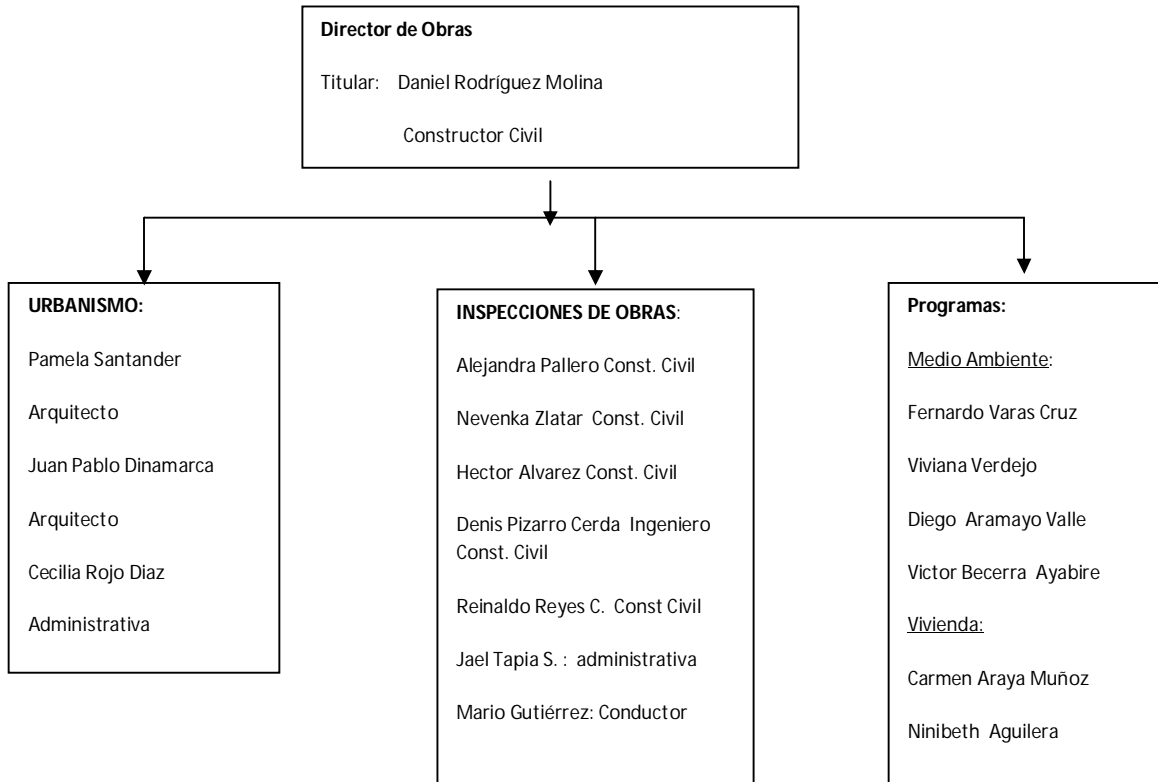 Director de Obras
Titular: Daniel Rodríguez Molina
Constructor Civil
URBANISMO:
Pamela Santander
Arquitecto
Juan Pablo Dinamarca
Arquitecto
Cecilia Rojo Diaz
Administrativa
INSPECCIONES DE OBRAS:
Alejandra Pallero Const. Civil
Nevenka Zlatar Const. Civil
Hector Alvarez Const. Civil
Denis Pizarro Cerda Ingeniero
Const. Civil
Reinaldo Reyes C. Const Civil
Jael Tapia S. : administrativa
Mario Gutiérrez: Conductor
Programas:
Medio Ambiente:
Fernando Varas Cruz
Viviana Verdejo
Diego Aramayo Valle
Victor Becerra Ayabire
Vivienda:
Carmen Araya Muñoz
Ninibeth Aguilera